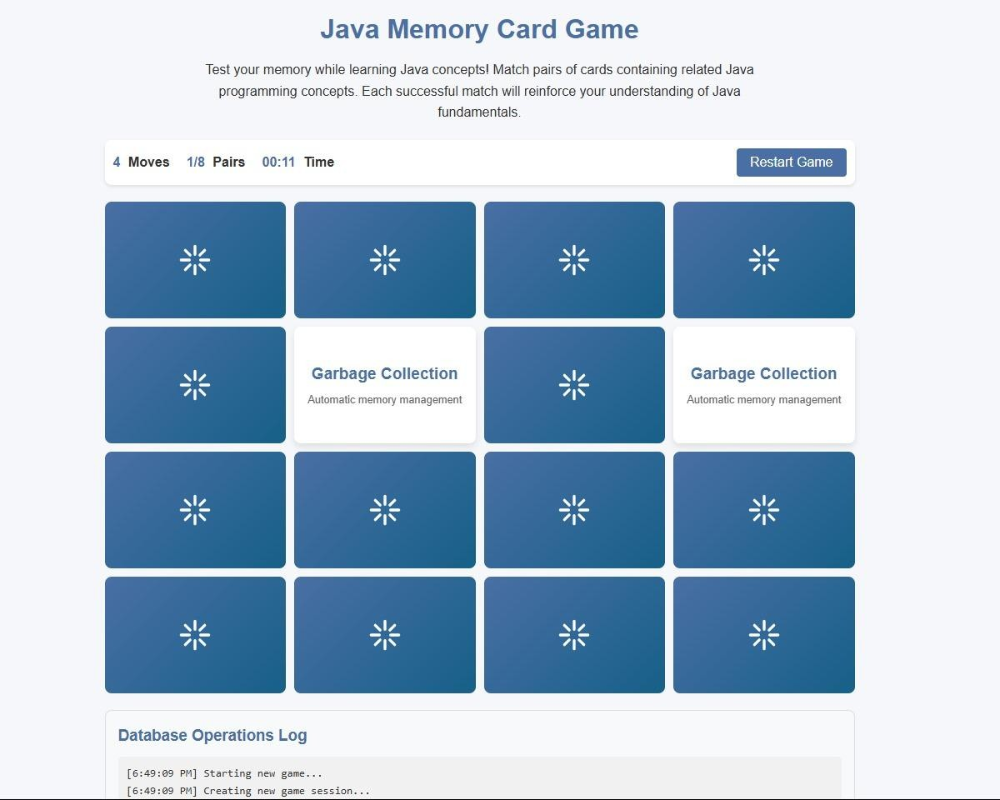 Java Memory Card Game
Test your memory while learning Java concepts! Match pairs of cards containing related Java
programming concepts. Each successful match will reinforce your understanding of Java
fundamentals.
4 Moves 1/8 Pairs 00:11 Time Restart Game
Garbage Collection Garbage Collection
Automatic memory management Automatic memory management
Database Operations Log
[6:49:09 PM] Starting new game...
[6:49:09 PM] Creating new game session...